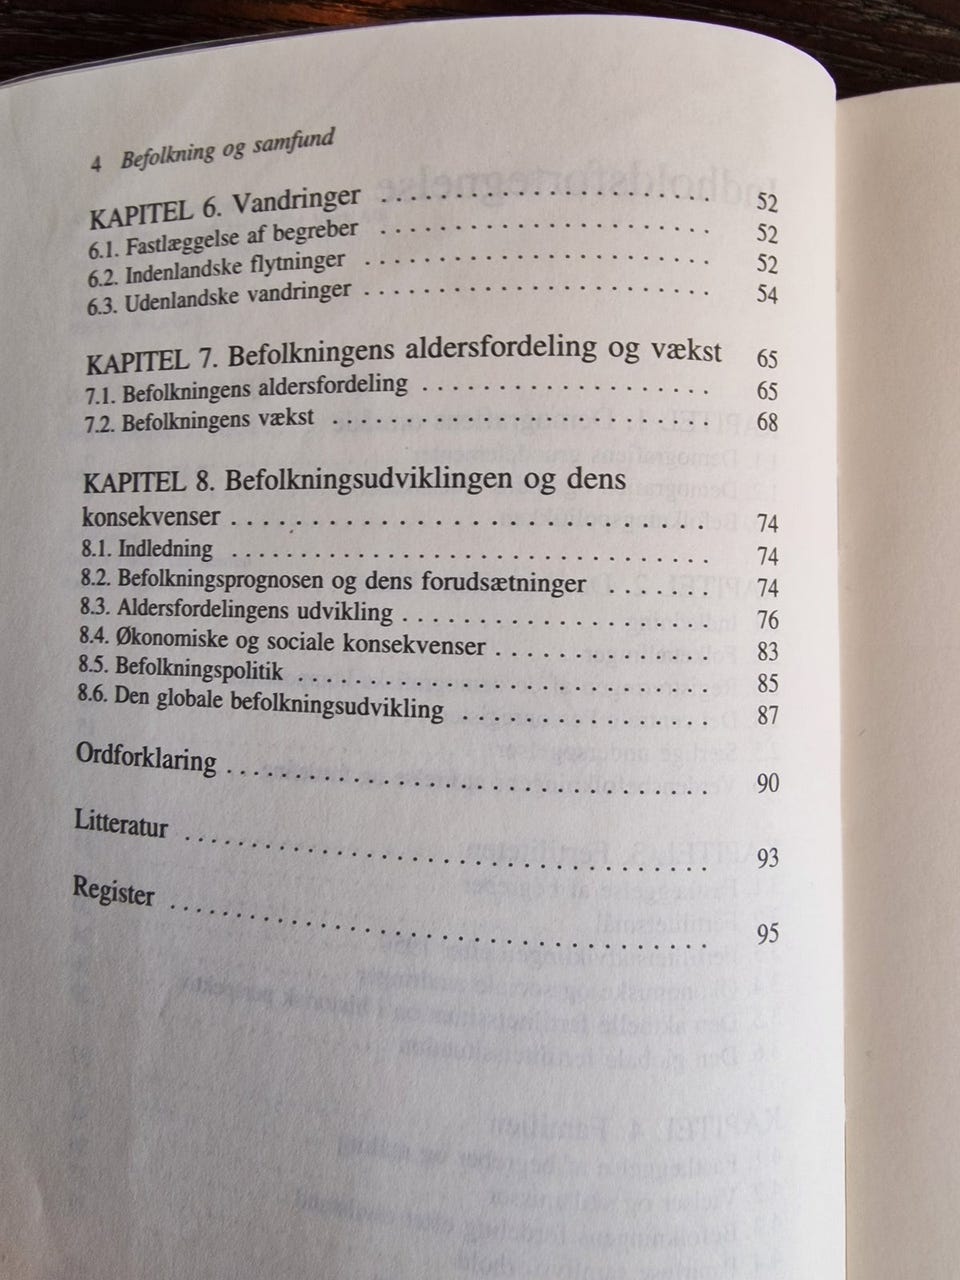 4 Befolkning og samfund
KAPITEL 6. Vandringer . . . . . . . . . . . . . . . . . . . . . . . . . . 52
6.1. Fastlæggelse af begreber . . . . . . . . . . . . . . . . . . . . . . . . . . 52
6.2. Indenlandske flytninger . . . . . . . . . . . . . . . . . . . . . . . . . . . 52
6.3. Udenlandske vandringer . . . . . . . . . . . . . . . . . . . . . . . . . . . 54
KAPITEL 7. Befolkningens aldersfordeling og vækst 65
7.1. Befolkningens aldersfordeling . . . . . . . . . . . . . . . . . . . . . . 65
7.2. Befolkningens vækst . . . . . . . . . . . . . . . . . . . . . . . . . . . . . 68
KAPITEL 8. Befolkningsudviklingen og dens
konsekvenser . . . . . . . . . . . . . . . . . . . . . . . . . . . . . . 74
8.1. Indledning . . . . . . . . . . . . . . . . . . . . . . . . . . . . . . . . . . . . 74
8.2. Befolkningsprognosen og dens forudsætninger . . . . . . . . 74
8.3. Aldersfordelingens udvikling . . . . . . . . . . . . . . . . . . . . . . . 76
8.4. Økonomiske og sociale konsekvenser . . . . . . . . . . . . . . . . 83
8.5. Befolkningspolitik . . . . . . . . . . . . . . . . . . . . . . . . . . . . . . . 85
8.6. Den globale befolkningsudvikling . . . . . . . . . . . . . . . . . . . 87
Ordforklaring . . . . . . . . . . . . . . . . . . . . . . . . . . . . . . . . . . . . 90
Litteratur . . . . . . . . . . . . . . . . . . . . . . . . . . . . . . . . . . . . . . . . 93
Register . . . . . . . . . . . . . . . . . . . . . . . . . . . . . . . . . . . . . . . . . 95